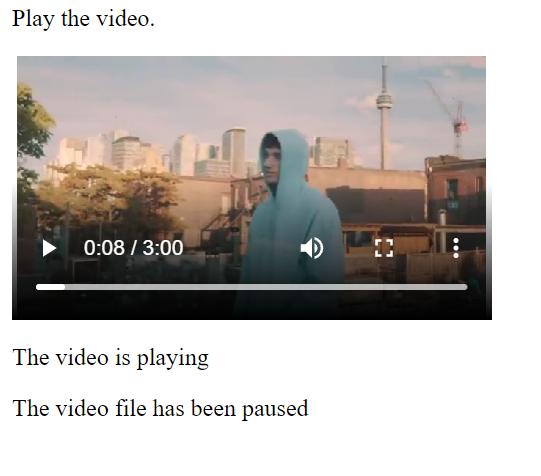 Play the video.
0:08 / 3:00
The video is playing
The video file has been paused